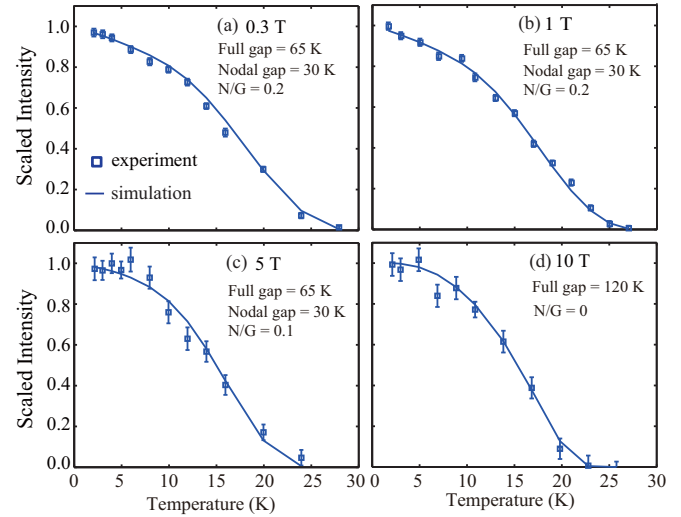 (a) 0.3 T
Full gap = 65 K
Nodal gap = 30 K
N/G = 0.2
experiment
simulation
Scaled Intensity
1.0
0.8
0.6
0.4
0.2
0.0
(b) 1 T
Full gap = 65 K
Nodal gap = 30 K
N/G = 0.2
(c) 5 T
Full gap = 65 K
Nodal gap = 30 K
N/G = 0.1
Scaled Intensity
1.0
0.8
0.6
0.4
0.2
0.0
0 5 10 15 20 25 30
Temperature (K)
(d) 10 T
Full gap = 120 K
N/G = 0
0 5 10 15 20 25 30
Temperature (K)